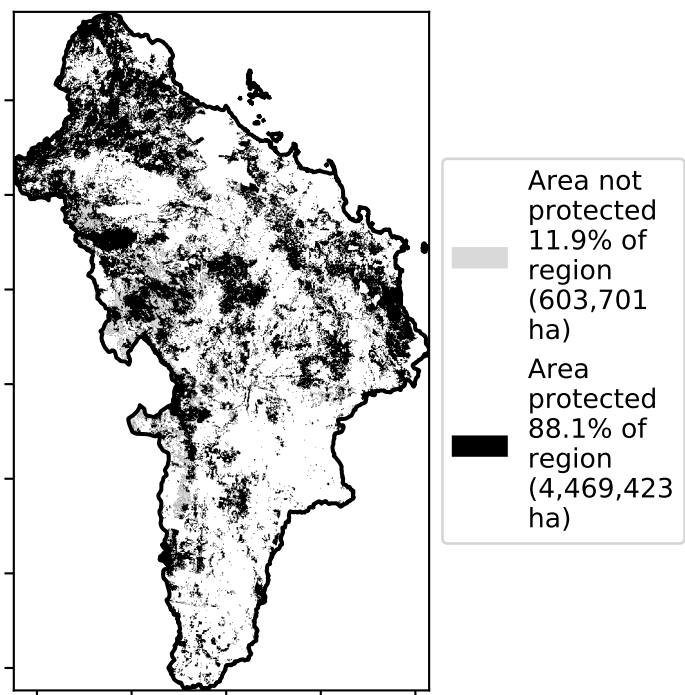 Area not
protected
11.9% of
region
(603,701
ha)
Area
protected
88.1% of
region
(4,469,423
ha)